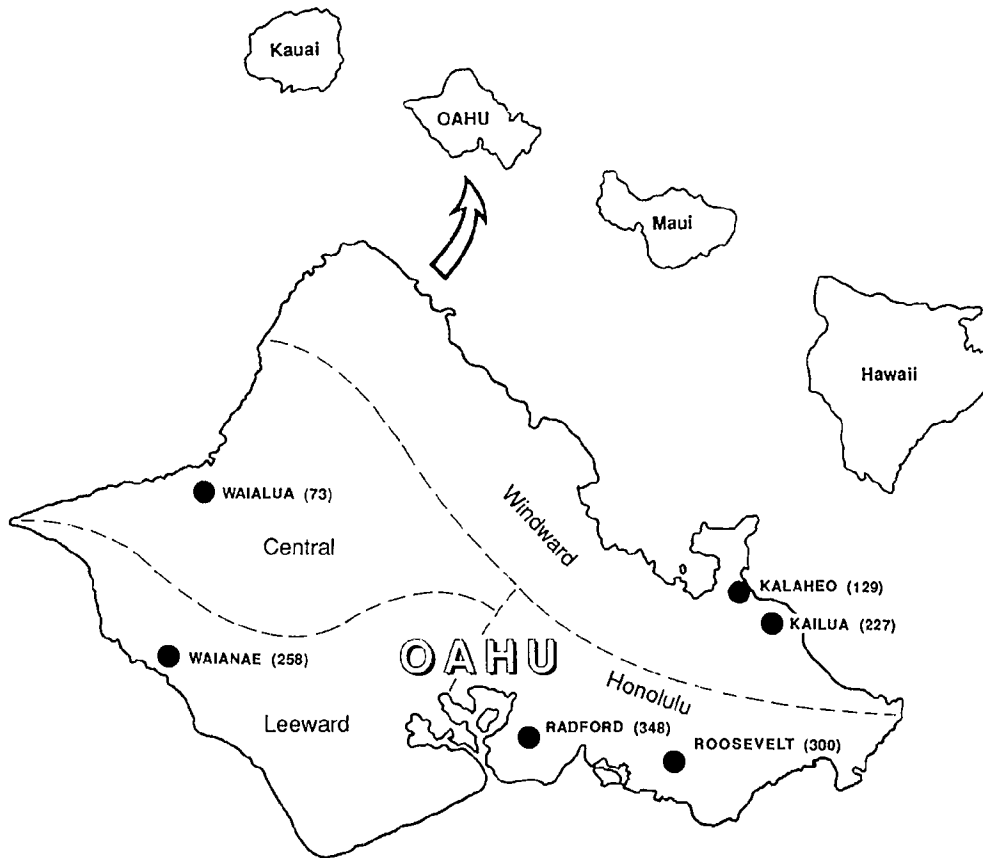 Kauai
OAHU
Maui
Hawaii
WAIALUA (73)
Central
Windward
KALAHEO (129)
KAILUA (227)
WAIANAE (258)
OAHU
Honolulu
Leeward
RADFORD (348)
ROOSEVELT (300)